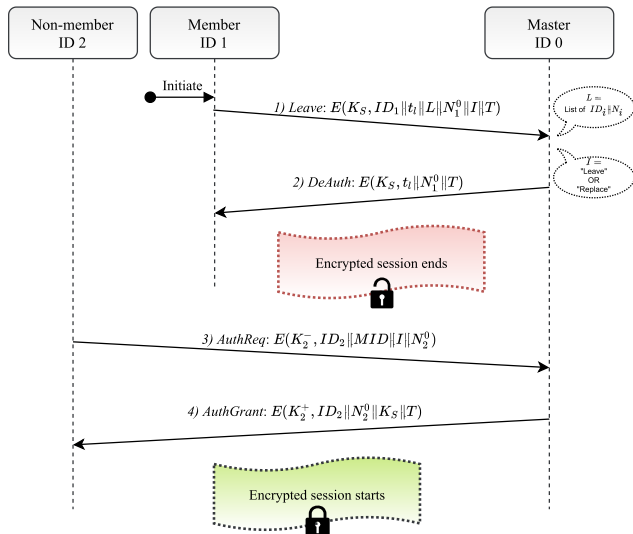 Non-member
ID 2
Member
ID 1
Master
ID 0
Initiate
1) Leave: E(K_S, ID_1‖t_l‖L‖N_1^0‖I‖T)
L =
List of ID_i‖N_i
I =
"Leave"
OR
"Replace"
2) DeAuth: E(K_S, t_l‖N_1^0‖T)
Encrypted session ends
3) AuthReq: E(K_2^-, ID_2‖MID‖I‖N_2^0)
4) AuthGrant: E(K_2^+, ID_2‖N_2^0‖K_S‖T)
Encrypted session starts